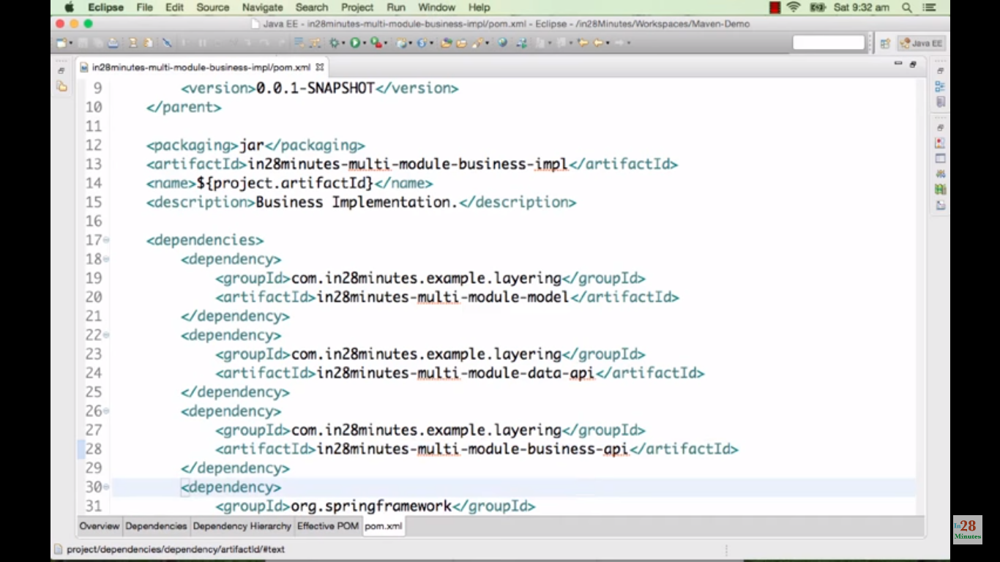 Eclipse File Edit Source Navigate Search Project Run Window Help Sat 9:32 am
Java EE - in28minutes-multi-module-business-impl/pom.xml - Eclipse - /in28Minutes/Workspaces/Maven-Demo
Java EE
in28minutes-multi-module-business-impl/pom.xml
9 <version>0.0.1-SNAPSHOT</version>
10 </parent>
11
12 <packaging>jar</packaging>
13 <artifactId>in28minutes-multi-module-business-impl</artifactId>
14 <name>${project.artifactId}</name>
15 <description>Business Implementation.</description>
16
17 <dependencies>
18 <dependency>
19 <groupId>com.in28minutes.example.layering</groupId>
20 <artifactId>in28minutes-multi-module-model</artifactId>
21 </dependency>
22 <dependency>
23 <groupId>com.in28minutes.example.layering</groupId>
24 <artifactId>in28minutes-multi-module-data-api</artifactId>
25 </dependency>
26 <dependency>
27 <groupId>com.in28minutes.example.layering</groupId>
28 <artifactId>in28minutes-multi-module-business-api</artifactId>
29 </dependency>
30 <dependency>
31 <groupId>org.springframework</groupId>
Overview Dependencies Dependency Hierarchy Effective POM pom.xml
project/dependencies/dependency/artifactId/#text
In28
Minutes